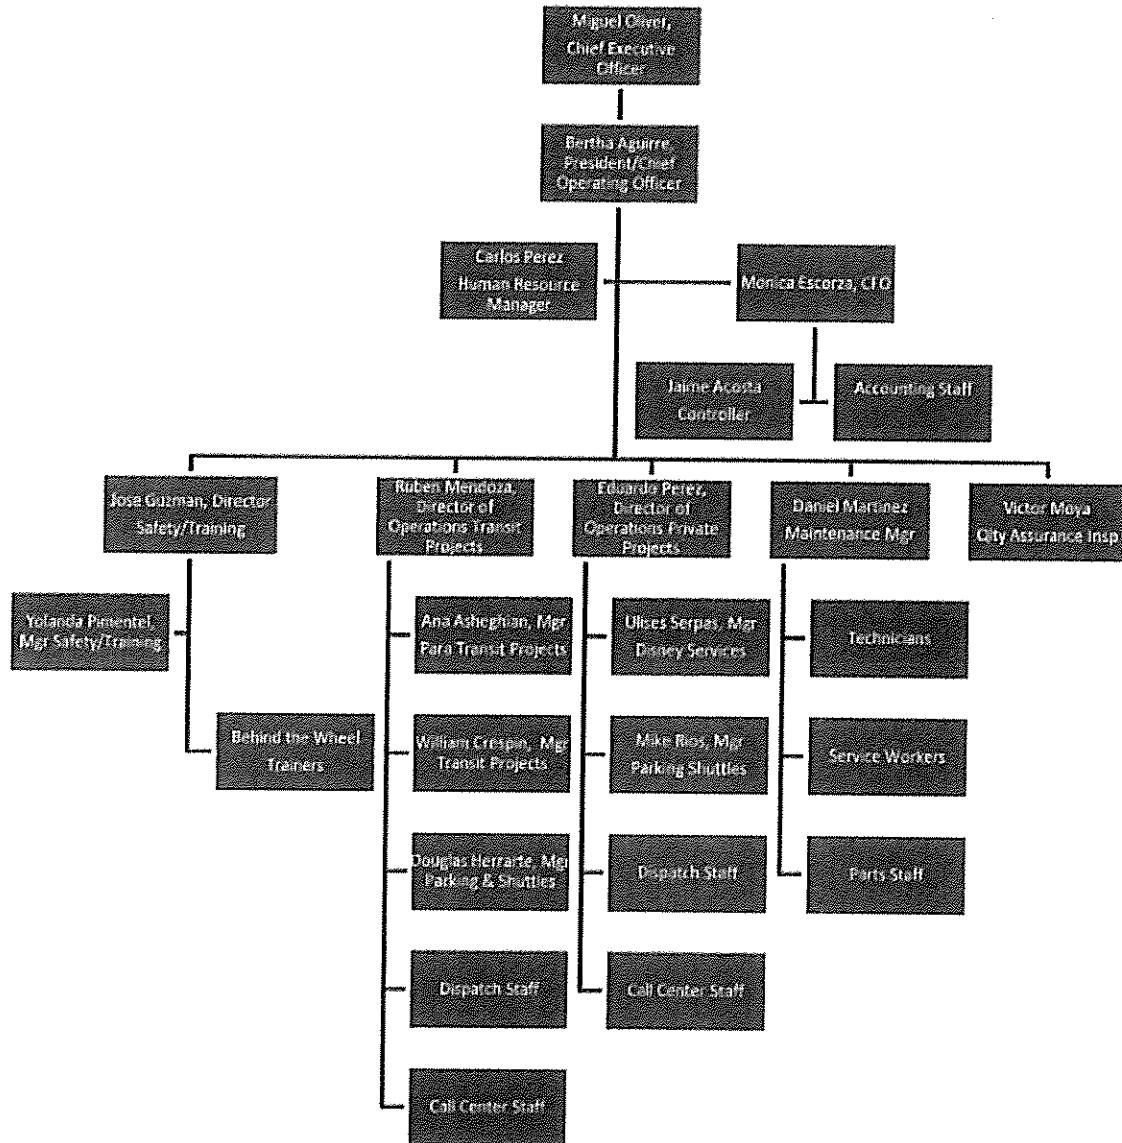 Miguel Oliver,
Chief Executive
Officer
Bertha Aguirre,
President/Chief
Operating Officer
Carlos Perez
Human Resource
Manager
Monica Escorza, CFO
Jaime Acosta
Controller
Accounting Staff
Jose Guzman, Director
Safety/Training
Ruben Mendoza,
Director of
Operations Transit
Projects
Eduardo Perez,
Director of
Operations Private
Projects
Daniel Martinez
Maintenance Mgr
Victor Moya
Qlty Assurance Insp
Yolanda Pimentel,
Mgr Safety/Training
Behind the Wheel
Trainers
Ana Asheghian, Mgr
Para Transit Projects
William Crespin, Mgr
Transit Projects
Douglas Herrarte, Mgr
Parking & Shuttles
Dispatch Staff
Call Center Staff
Ulises Serpas, Mgr
Disney Services
Mike Rios, Mgr
Parking Shuttles
Dispatch Staff
Call Center Staff
Technicians
Service Workers
Parts Staff